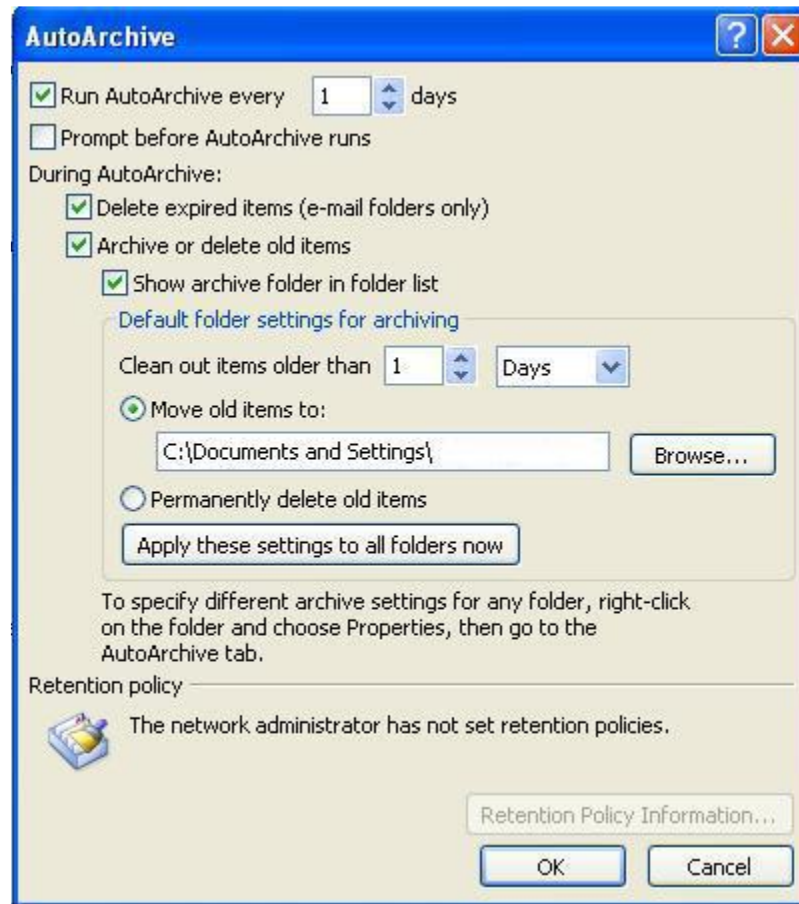 AutoArchive
Run AutoArchive every 1 days
Prompt before AutoArchive runs
During AutoArchive:
Delete expired items (e-mail folders only)
Archive or delete old items
Show archive folder in folder list
Default folder settings for archiving
Clean out items older than 1 Days
Move old items to:
C:\Documents and Settings\ Browse...
Permanently delete old items
Apply these settings to all folders now
To specify different archive settings for any folder, right-click
on the folder and choose Properties, then go to the
AutoArchive tab.
Retention policy
The network administrator has not set retention policies.
Retention Policy Information...
OK Cancel